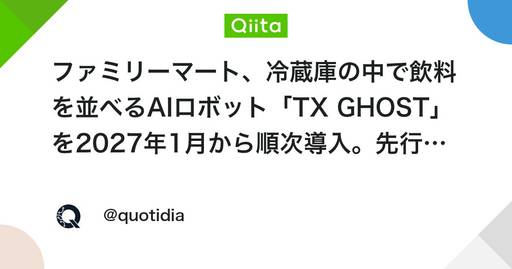 Qiita
ファミリーマート、冷蔵庫の中で飲料
を並べるAIロボット「TX GHOST」
を2027年1月から順次導入。先行…
@quotidia